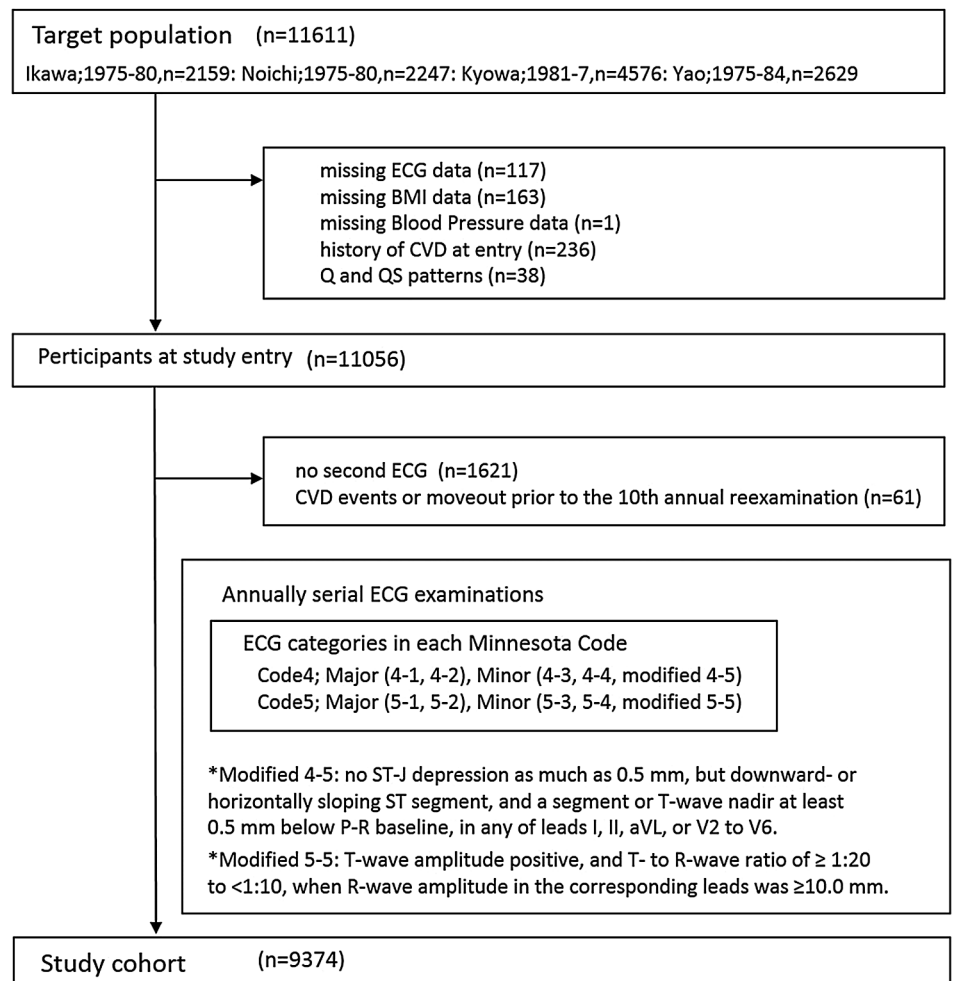 Target population (n=11611)
Ikawa;1975-80,n=2159: Noichi;1975-80,n=2247: Kyowa;1981-7,n=4576: Yao;1975-84,n=2629
missing ECG data (n=117)
missing BMI data (n=163)
missing Blood Pressure data (n=1)
history of CVD at entry (n=236)
Q and QS patterns (n=38)
Perticipants at study entry (n=11056)
no second ECG (n=1621)
CVD events or moveout prior to the 10th annual reexamination (n=61)
Annually serial ECG examinations
ECG categories in each Minnesota Code
Code4; Major (4-1, 4-2), Minor (4-3, 4-4, modified 4-5)
Code5; Major (5-1, 5-2), Minor (5-3, 5-4, modified 5-5)
*Modified 4-5: no ST-J depression as much as 0.5 mm, but downward- or
horizontally sloping ST segment, and a segment or T-wave nadir at least
0.5 mm below P-R baseline, in any of leads I, II, aVL, or V2 to V6.
*Modified 5-5: T-wave amplitude positive, and T- to R-wave ratio of ≥ 1:20
to <1:10, when R-wave amplitude in the corresponding leads was ≥10.0 mm.
Study cohort (n=9374)